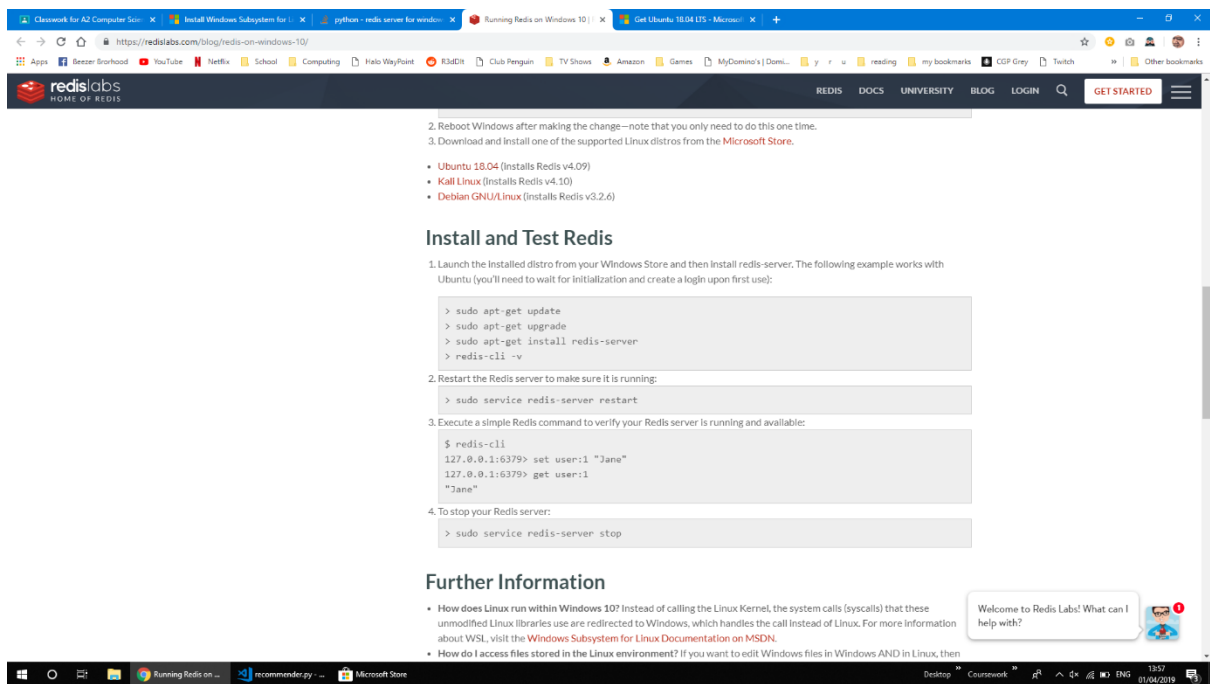 Classwork for A2 Computer Scien
Install Windows Subsystem for Li
python - redis server for window
Running Redis on Windows 10 | R
Get Ubuntu 18.04 LTS - Microsof
https://redislabs.com/blog/redis-on-windows-10/
Apps Beezer Brorhood YouTube Netflix School Computing Halo WayPoint R3dDIt Club Penguin TV Shows Amazon Games MyDomino's | Domi... y r u reading my bookmarks CGP Grey Twitch » Other bookmarks
redislabs
HOME OF REDIS
REDIS DOCS UNIVERSITY BLOG LOGIN GET STARTED
2. Reboot Windows after making the change—note that you only need to do this one time.
3. Download and install one of the supported Linux distros from the Microsoft Store.
• Ubuntu 18.04 (installs Redis v4.09)
• Kali Linux (installs Redis v4.10)
• Debian GNU/Linux (installs Redis v3.2.6)
Install and Test Redis
1. Launch the installed distro from your Windows Store and then install redis-server. The following example works with
Ubuntu (you'll need to wait for initialization and create a login upon first use):
> sudo apt-get update
> sudo apt-get upgrade
> sudo apt-get install redis-server
> redis-cli -v
2. Restart the Redis server to make sure it is running:
> sudo service redis-server restart
3. Execute a simple Redis command to verify your Redis server is running and available:
$ redis-cli
127.0.0.1:6379> set user:1 "Jane"
127.0.0.1:6379> get user:1
"Jane"
4. To stop your Redis server:
> sudo service redis-server stop
Further Information
• How does Linux run within Windows 10? Instead of calling the Linux Kernel, the system calls (syscalls) that these
unmodified Linux libraries use are redirected to Windows, which handles the call instead of Linux. For more information
about WSL, visit the Windows Subsystem for Linux Documentation on MSDN.
• How do I access files stored in the Linux environment? If you want to edit Windows files in Windows AND in Linux, then
Welcome to Redis Labs! What can I
help with?
1
Running Redis on ... recommender.py - ... Microsoft Store
Desktop » Coursework » ENG
13:57
01/04/2019
3